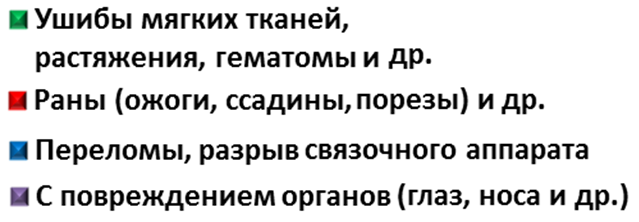 Ушибы мягких тканей,
растяжения, гематомы и др.
Раны (ожоги, ссадины, порезы) и др.
Переломы, разрыв связочного аппарата
С повреждением органов (глаз, носа и др.)